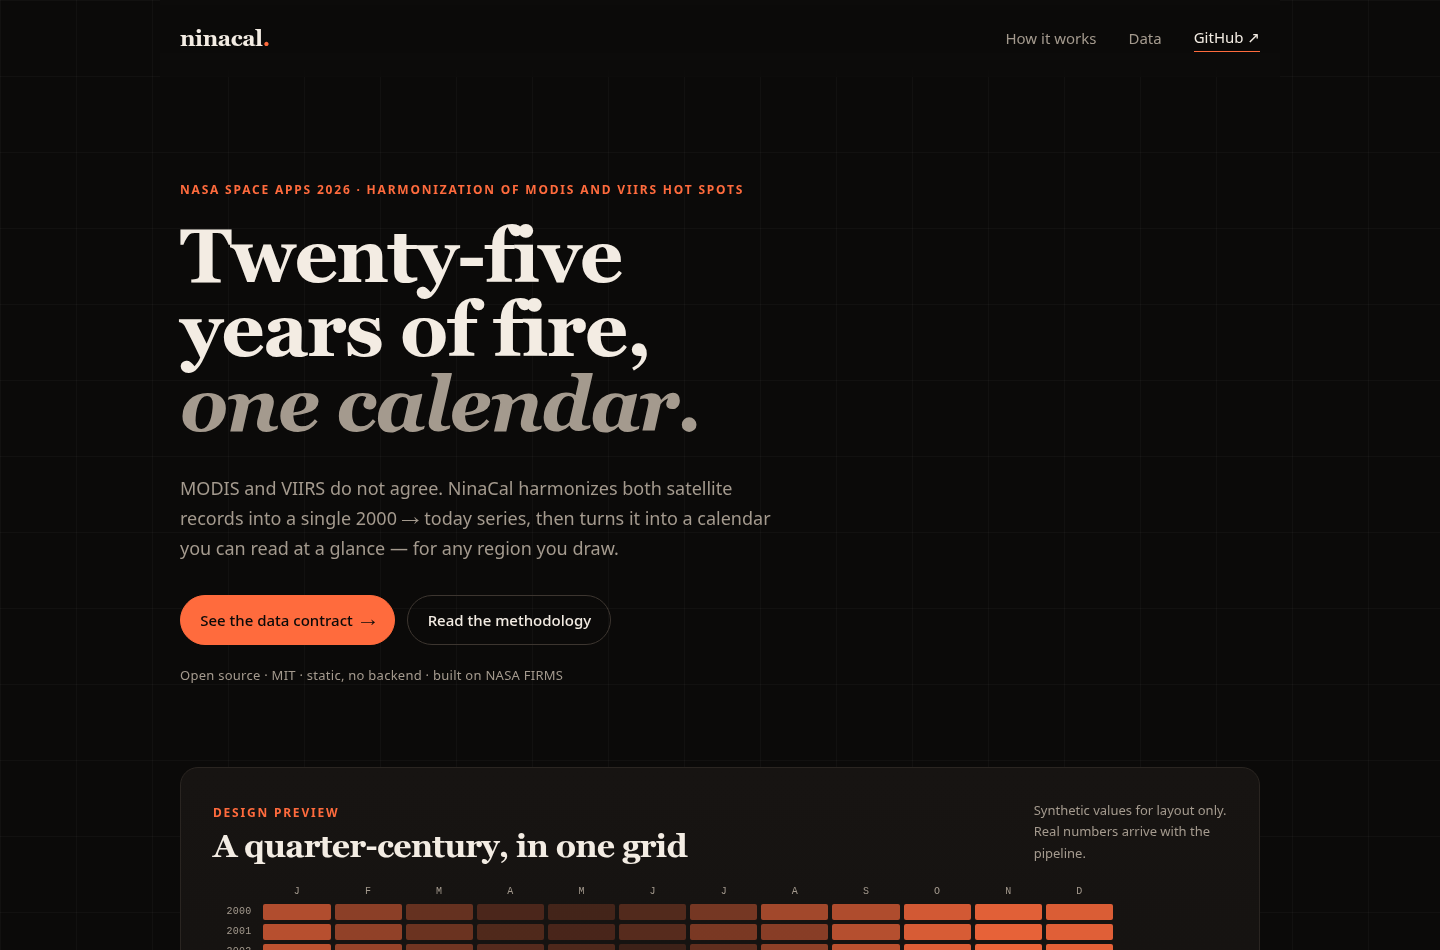 ninacal.
How it works
Data
GitHub ↗
NASA SPACE APPS 2026 · HARMONIZATION OF MODIS AND VIIRS HOT SPOTS
Twenty-five
years of fire,
one calendar.
MODIS and VIIRS do not agree. NinaCal harmonizes both satellite
records into a single 2000 → today series, then turns it into a calendar
you can read at a glance — for any region you draw.
See the data contract →
Read the methodology
Open source · MIT · static, no backend · built on NASA FIRMS
DESIGN PREVIEW
A quarter-century, in one grid
Synthetic values for layout only.
Real numbers arrive with the
pipeline.
J F M A M J J A S O N D
2000
2001